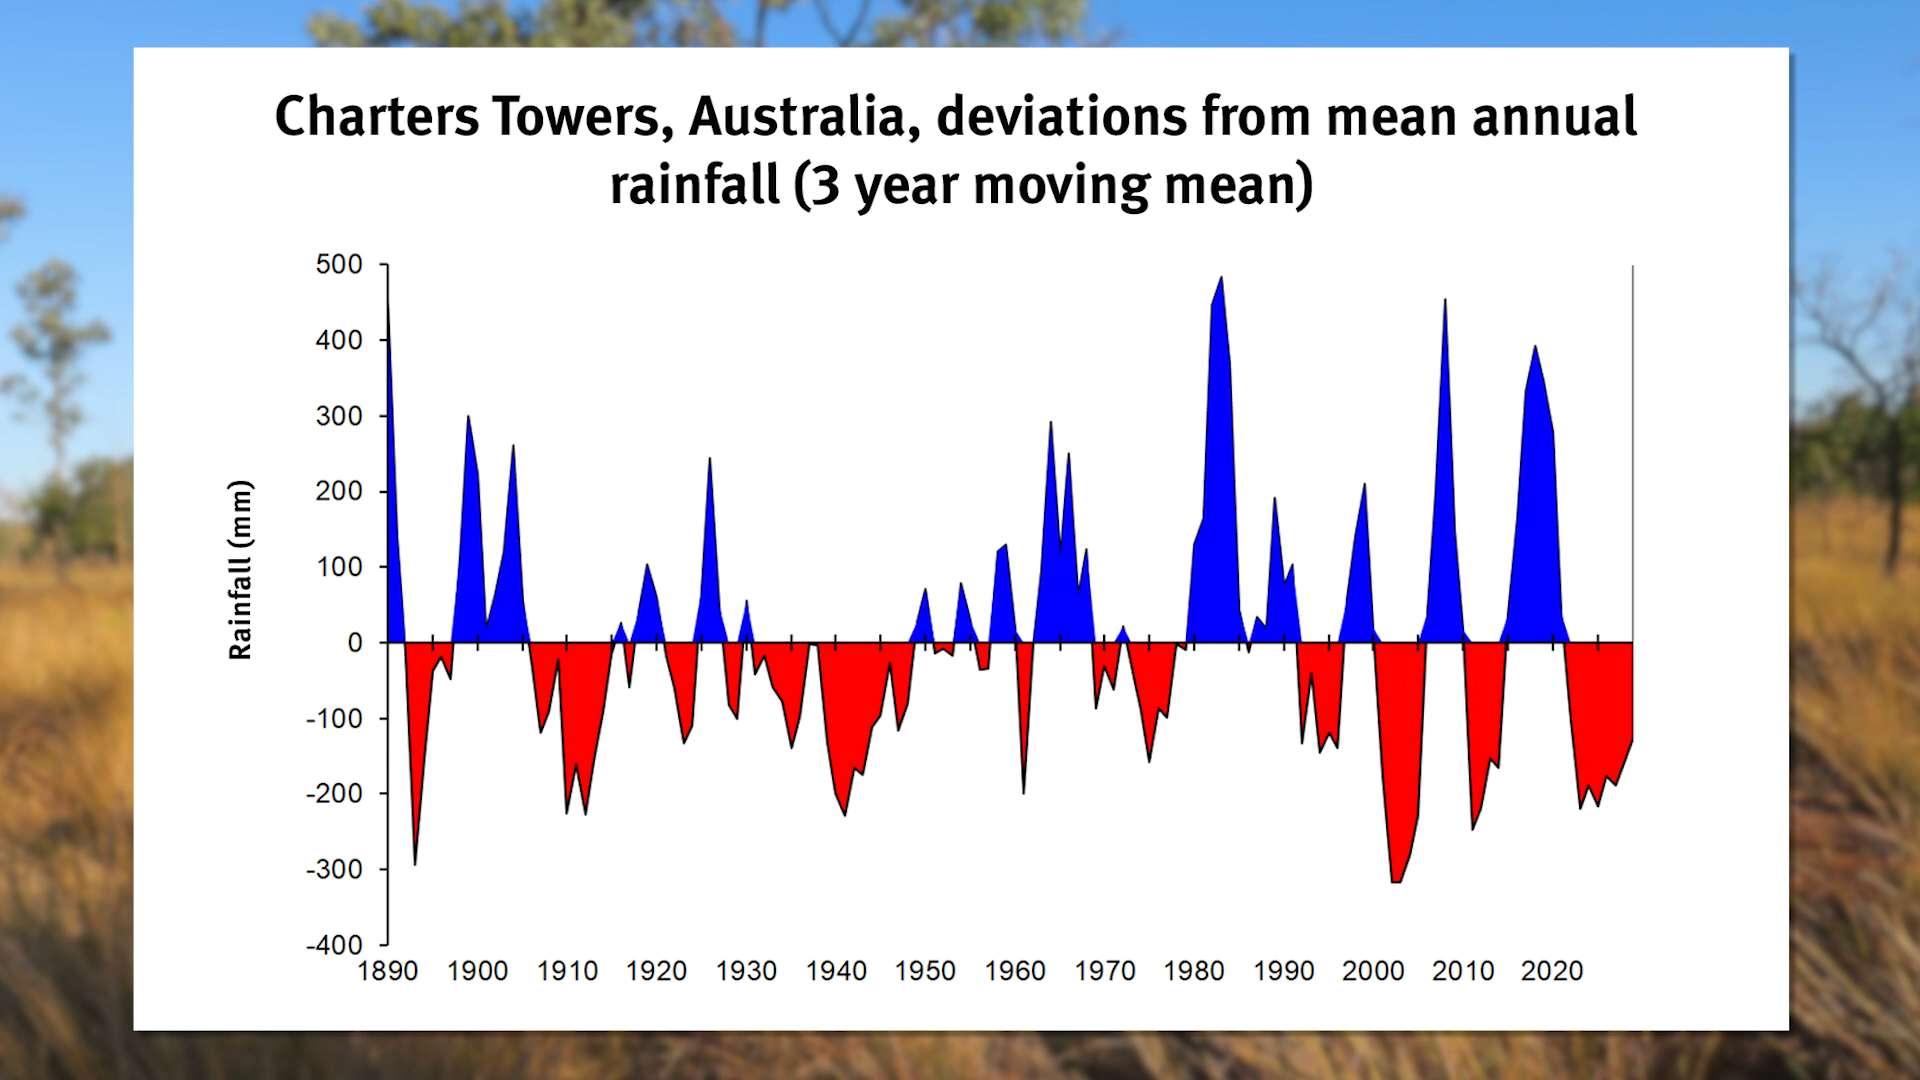 Charters Towers, Australia, deviations from mean annual
rainfall (3 year moving mean)
Rainfall (mm)
500
400
300
200
100
0
-100
-200
-300
-400
1890 1900 1910 1920 1930 1940 1950 1960 1970 1980 1990 2000 2010 2020